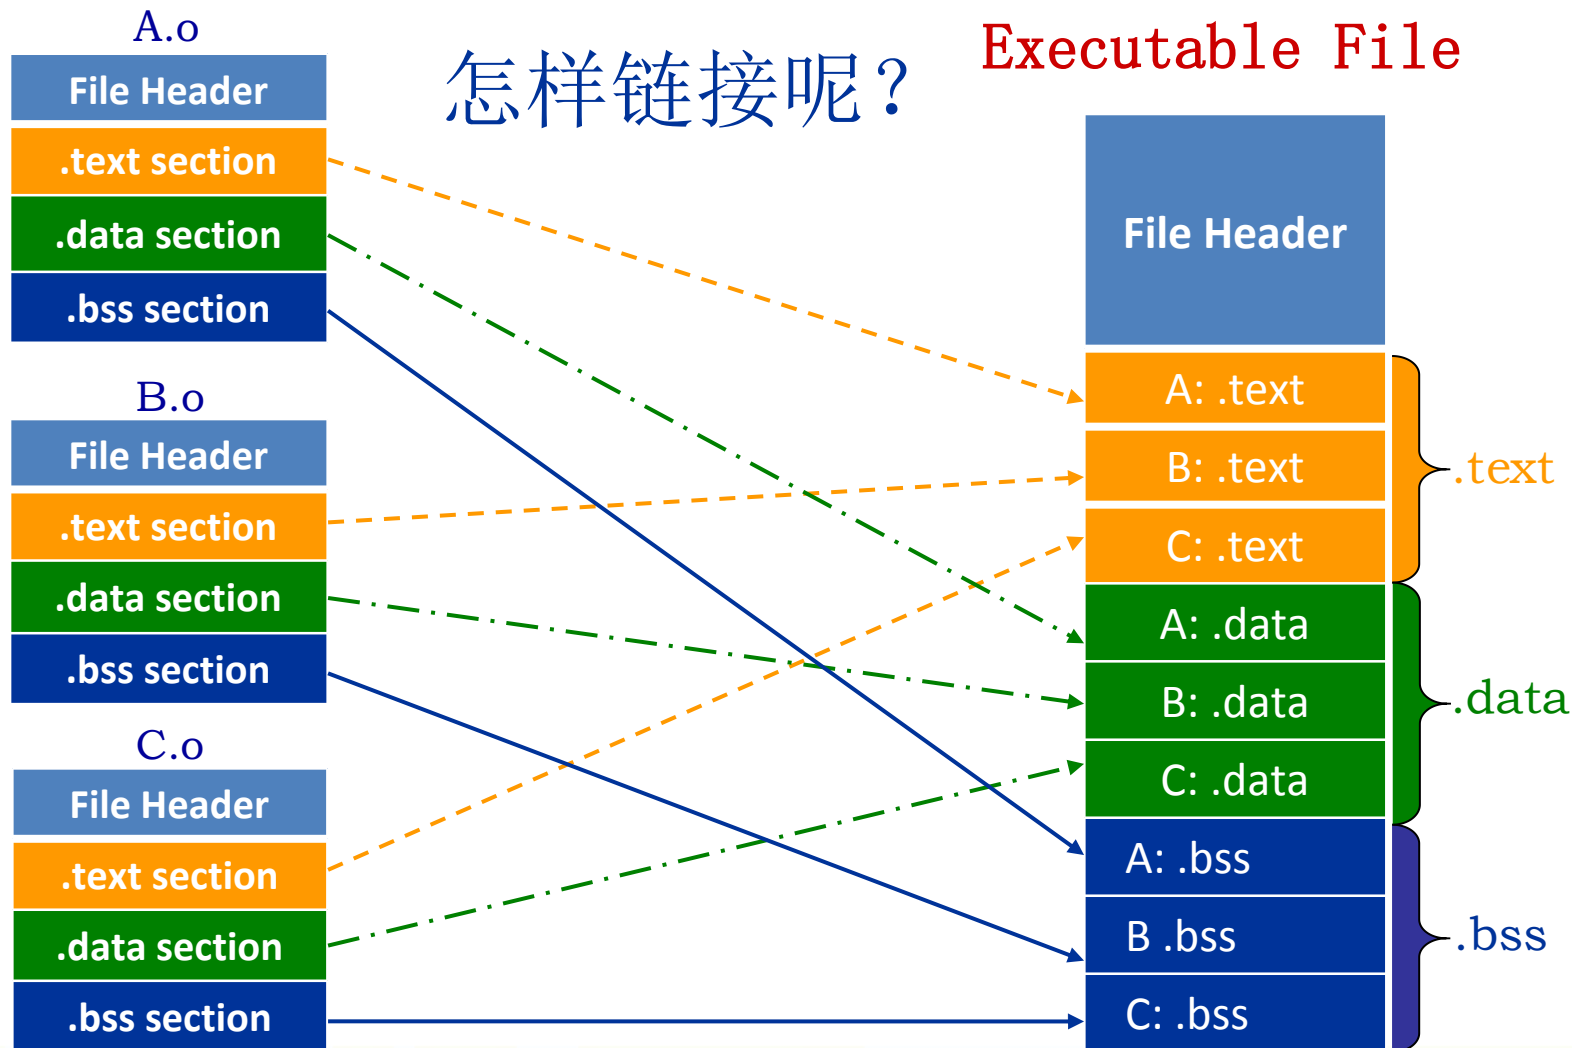 怎样链接呢?
Executable File
A.o
File Header
.text section
.data section
.bss section
B.o
File Header
.text section
.data section
.bss section
C.o
File Header
.text section
.data section
.bss section
File Header
A: .text
B: .text
C: .text
A: .data
B: .data
C: .data
A: .bss
B .bss
C: .bss
.text
.data
.bss